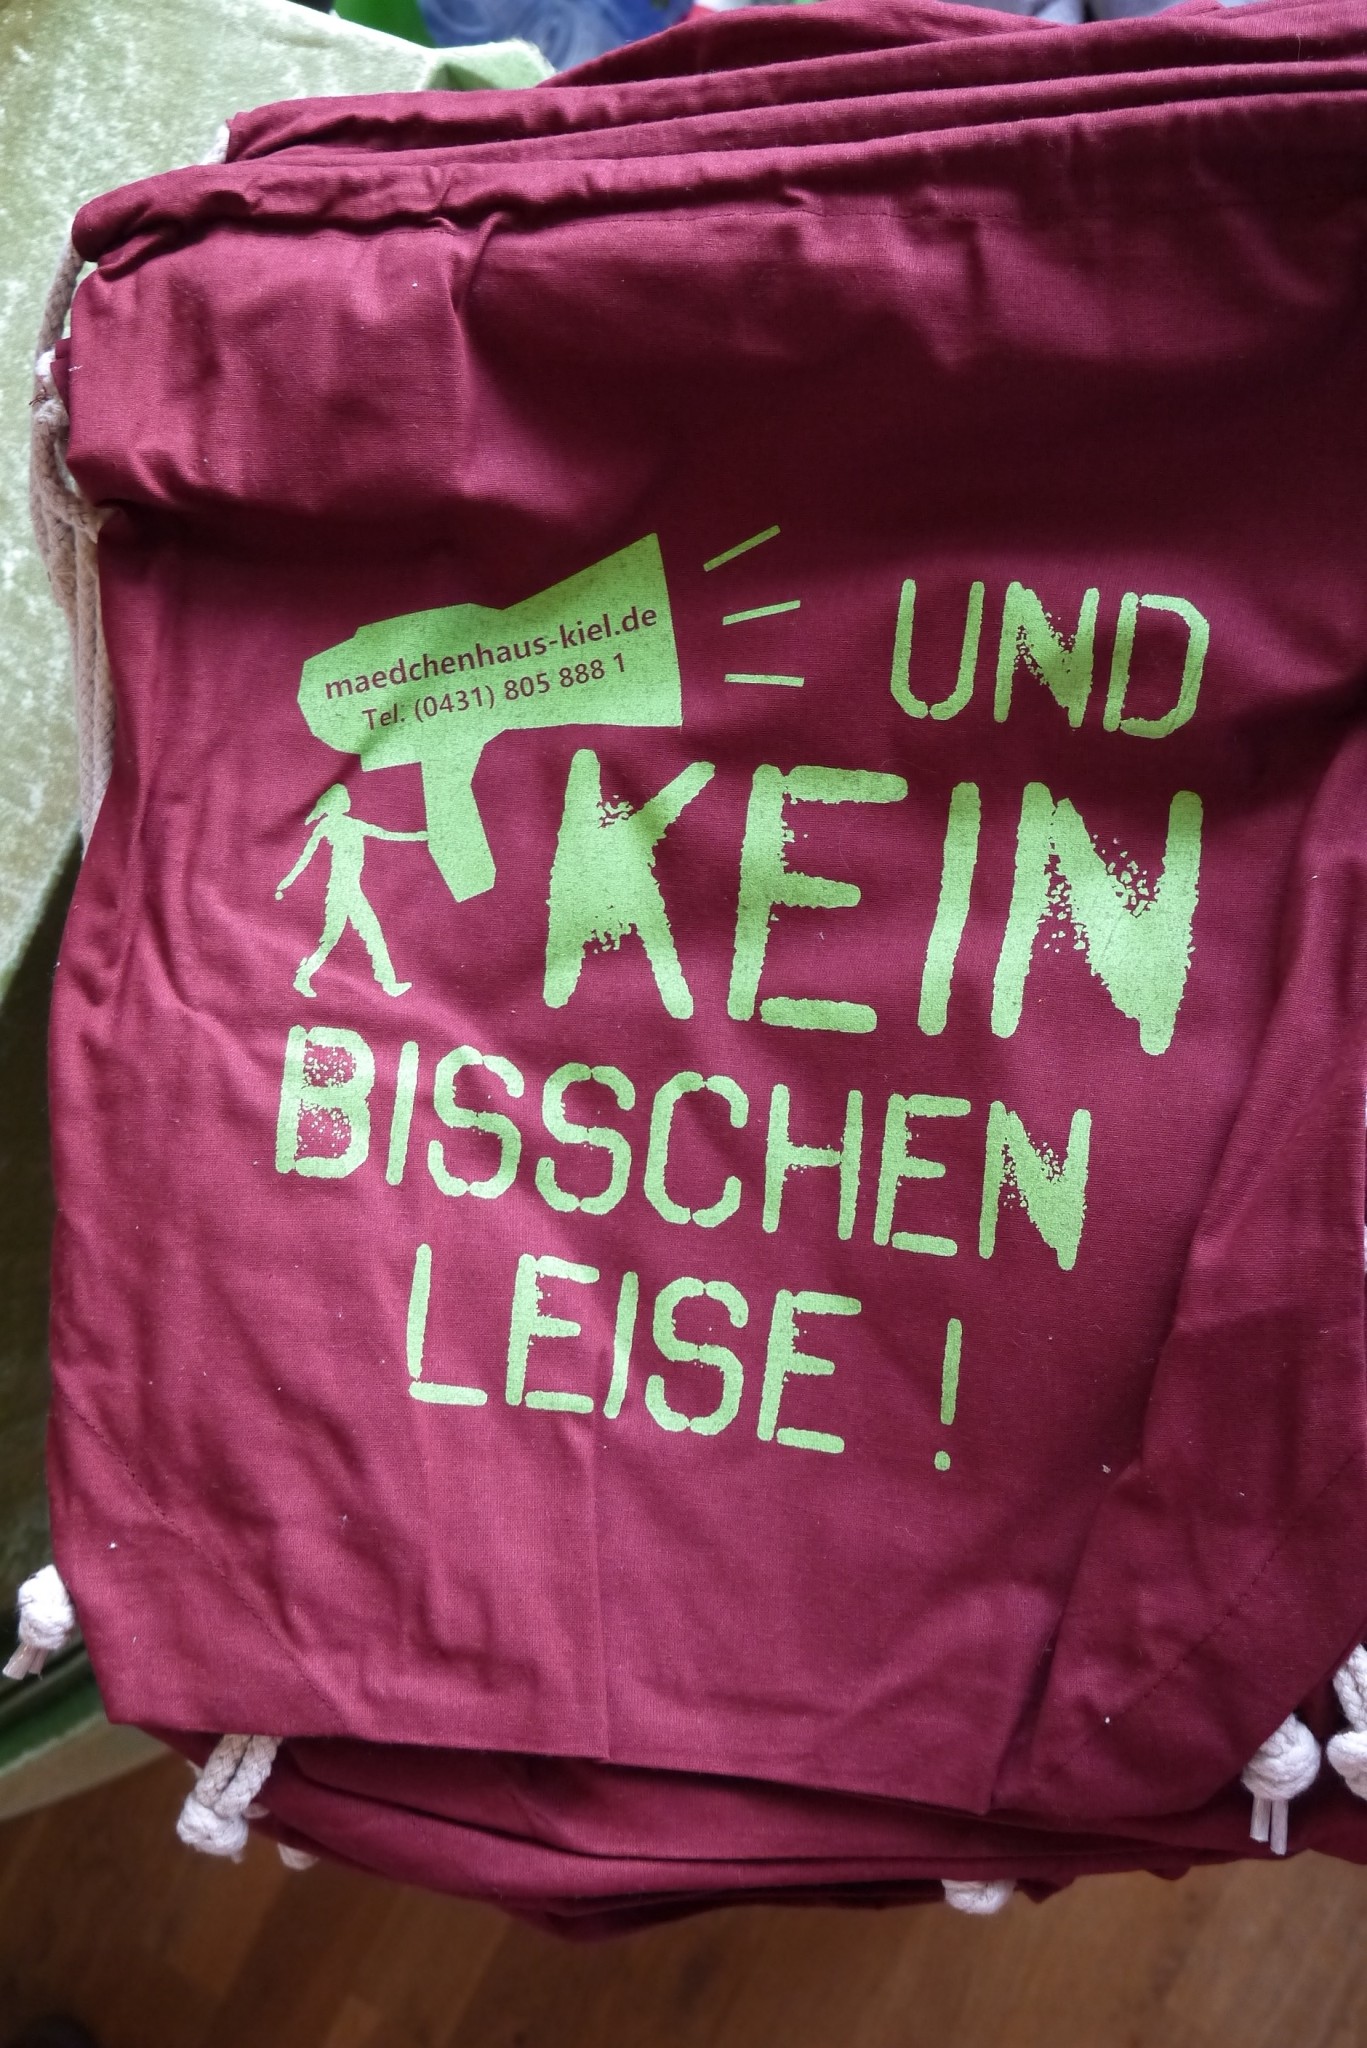 maedchenhaus-kiel.de
Tel. (0431) 805 888 1
UND
KEIN
BISSCHEN
LEISE !